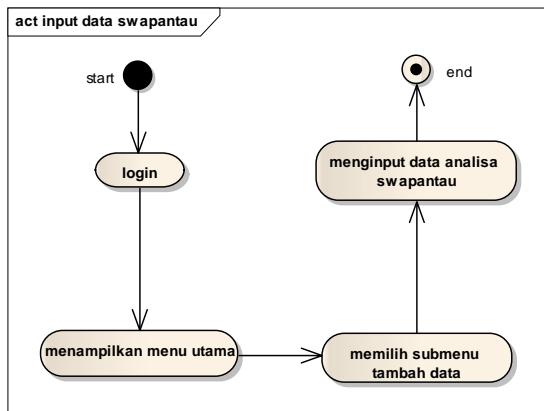 act input data swapantau
start
login
menampilkan menu utama
memilih submenu
tambah data
menginput data analisa
swapantau
end